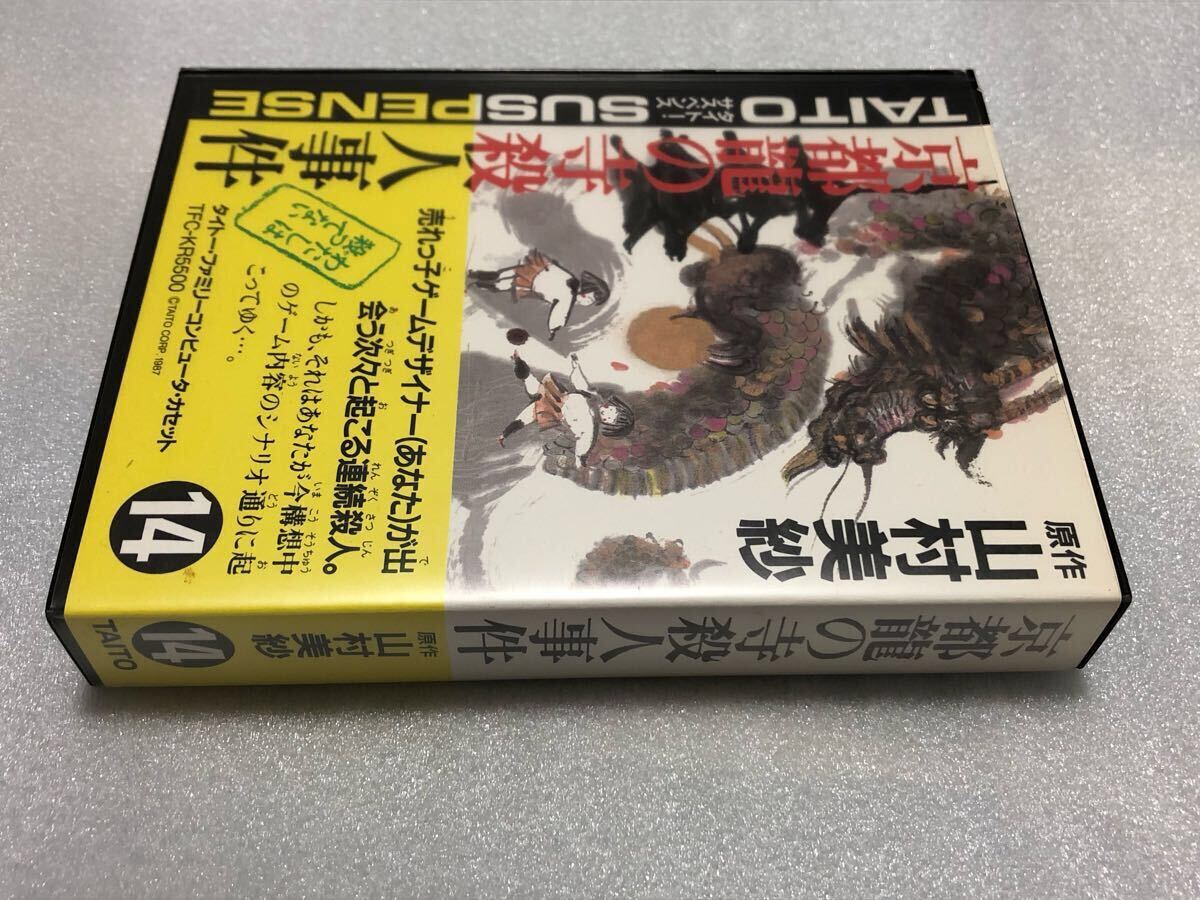 TAITO タイトー! サスペンス SUSPENSE
京都龍の寺殺人事件
原作 山村美紗
わたしは
殺ってない
売れっ子ゲームデザイナー(あなた)が出
会う次々と起こる連続殺人。
しかも、それはあなたが今構想中
のゲーム内容のシナリオ通りに起
こってゆく…。
タイトー・ファミリーコンピュータ・カセット
TFC-KR5500 ©TAITO CORP. 1987
14
京都龍の寺殺人事件
原作 山村美紗
14
TAITO